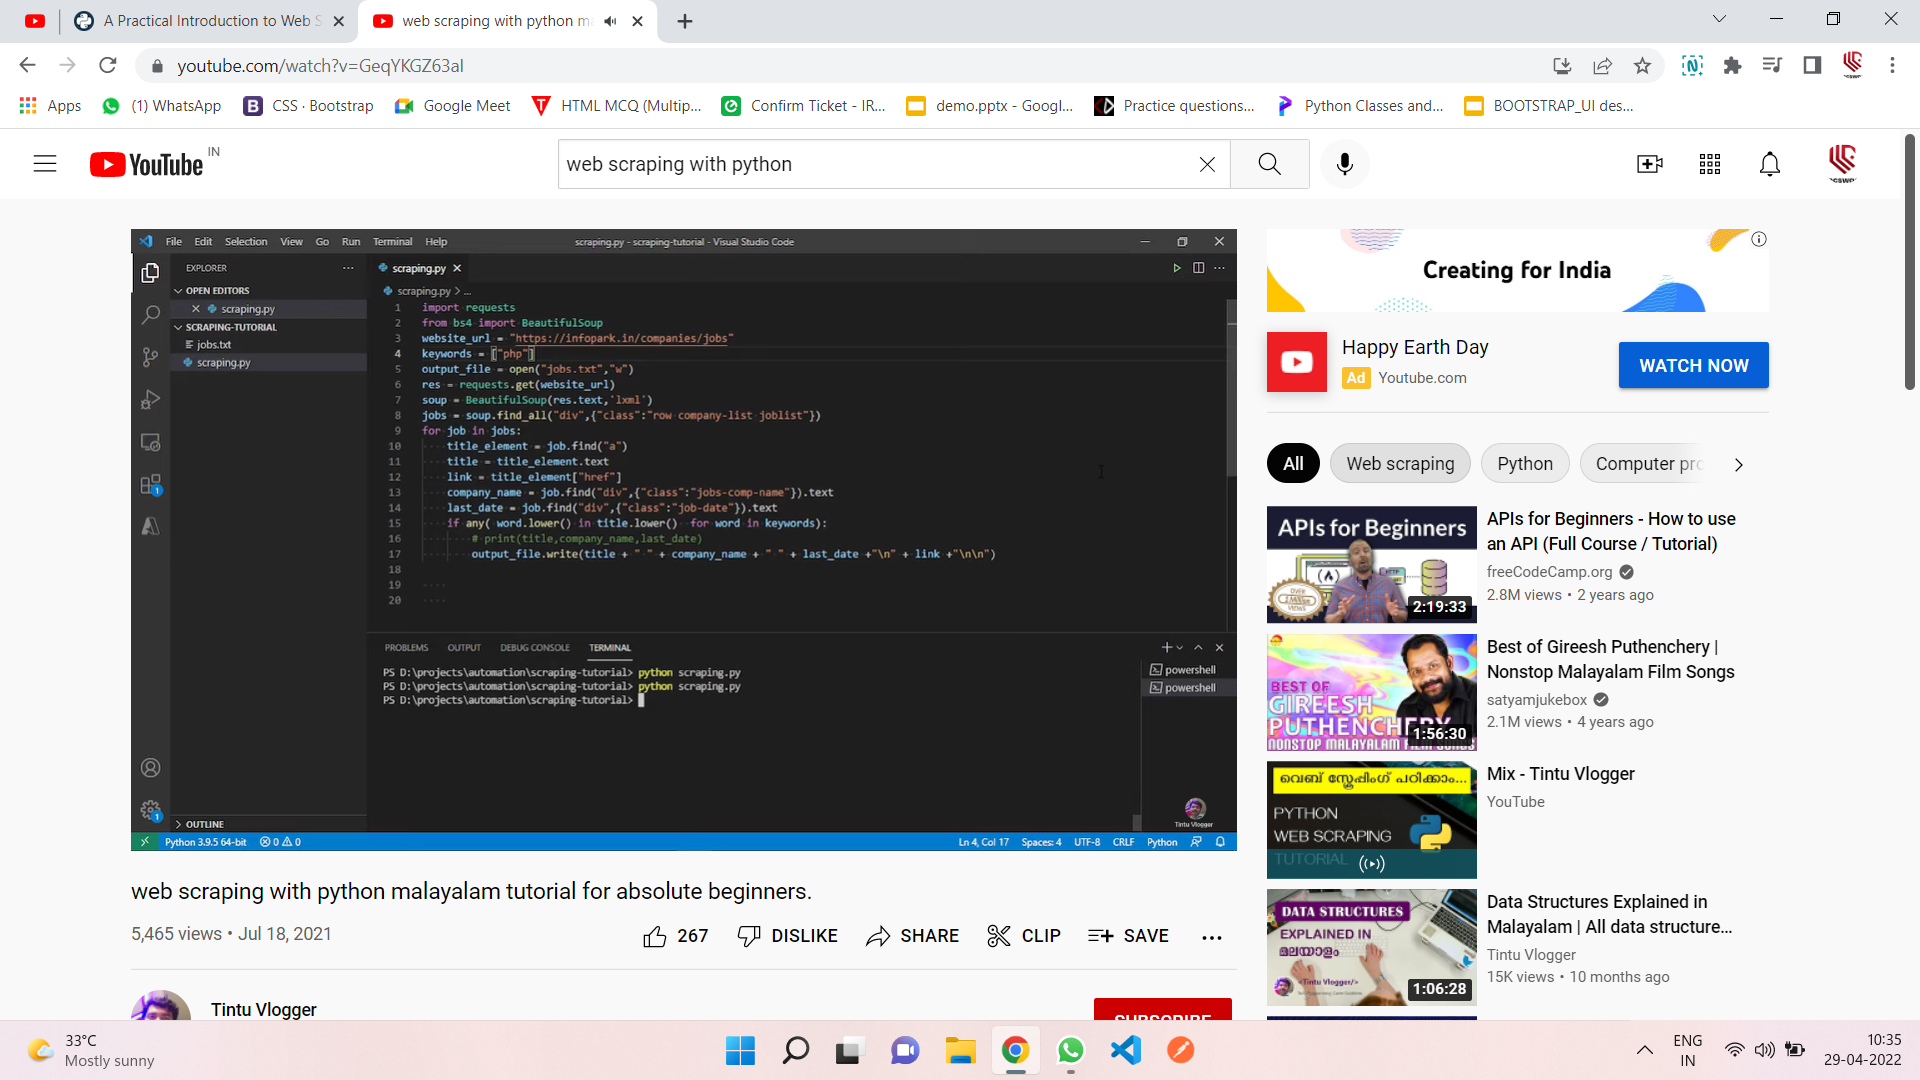 A Practical Introduction to Web S
web scraping with python m
youtube.com/watch?v=GeqYKGZ63aI
Apps
(1) WhatsApp
CSS · Bootstrap
Google Meet
HTML MCQ (Multip...
Confirm Ticket - IR...
demo.pptx - Googl...
Practice questions...
Python Classes and...
BOOTSTRAP_UI des...
YouTube IN
web scraping with python
File Edit Selection View Go Run Terminal Help
scraping.py - scraping-tutorial - Visual Studio Code
EXPLORER
OPEN EDITORS
scraping.py
SCRAPING-TUTORIAL
jobs.txt
scraping.py
OUTLINE
scraping.py
scraping.py > ...
1 import requests
2 from bs4 import BeautifulSoup
3 website_url = "https://infopark.in/companies/jobs"
4 keywords = ["php"]
5 output_file = open("jobs.txt","w")
6 res = requests.get(website_url)
7 soup = BeautifulSoup(res.text,'lxml')
8 jobs = soup.find_all("div",{"class":"row company-list joblist"})
9 for job in jobs:
10 title_element = job.find("a")
11 title = title_element.text
12 link = title_element["href"]
13 company_name = job.find("div",{"class":"jobs-comp-name"}).text
14 last_date = job.find("div",{"class":"job-date"}).text
15 if any( word.lower() in title.lower() for word in keywords):
16 # print(title,company_name,last_date)
17 output_file.write(title + " " + company_name + " " + last_date +"\n" + link +"\n\n")
18
19
20
PROBLEMS OUTPUT DEBUG CONSOLE TERMINAL
PS D:\projects\automation\scraping-tutorial> python scraping.py
PS D:\projects\automation\scraping-tutorial> python scraping.py
PS D:\projects\automation\scraping-tutorial>
powershell
powershell
Tintu Vlogger
Python 3.9.5 64-bit 0 0
Ln 4, Col 17 Spaces: 4 UTF-8 CRLF Python
web scraping with python malayalam tutorial for absolute beginners.
5,465 views • Jul 18, 2021
267 DISLIKE SHARE CLIP SAVE
Tintu Vlogger
SUBSCRIBE
Creating for India
Happy Earth Day
Ad Youtube.com
WATCH NOW
All Web scraping Python Computer pro
APIs for Beginners
2:19:33
APIs for Beginners - How to use
an API (Full Course / Tutorial)
freeCodeCamp.org
2.8M views • 2 years ago
BEST OF
GIREESH
PUTHENCHERY
NONSTOP MALAYALAM FILM SONGS
1:56:30
Best of Gireesh Puthenchery |
Nonstop Malayalam Film Songs
satyamjukebox
2.1M views • 4 years ago
വെബ് സ്ക്രേപ്പിംഗ് പഠിക്കാം...
PYTHON
WEB SCRAPING
TUTORIAL
Mix - Tintu Vlogger
YouTube
DATA STRUCTURES
EXPLAINED IN
മലയാളം
<Tintu Vlogger/>
1:06:28
Data Structures Explained in
Malayalam | All data structure...
Tintu Vlogger
15K views • 10 months ago
33°C
Mostly sunny
ENG
IN
10:35
29-04-2022